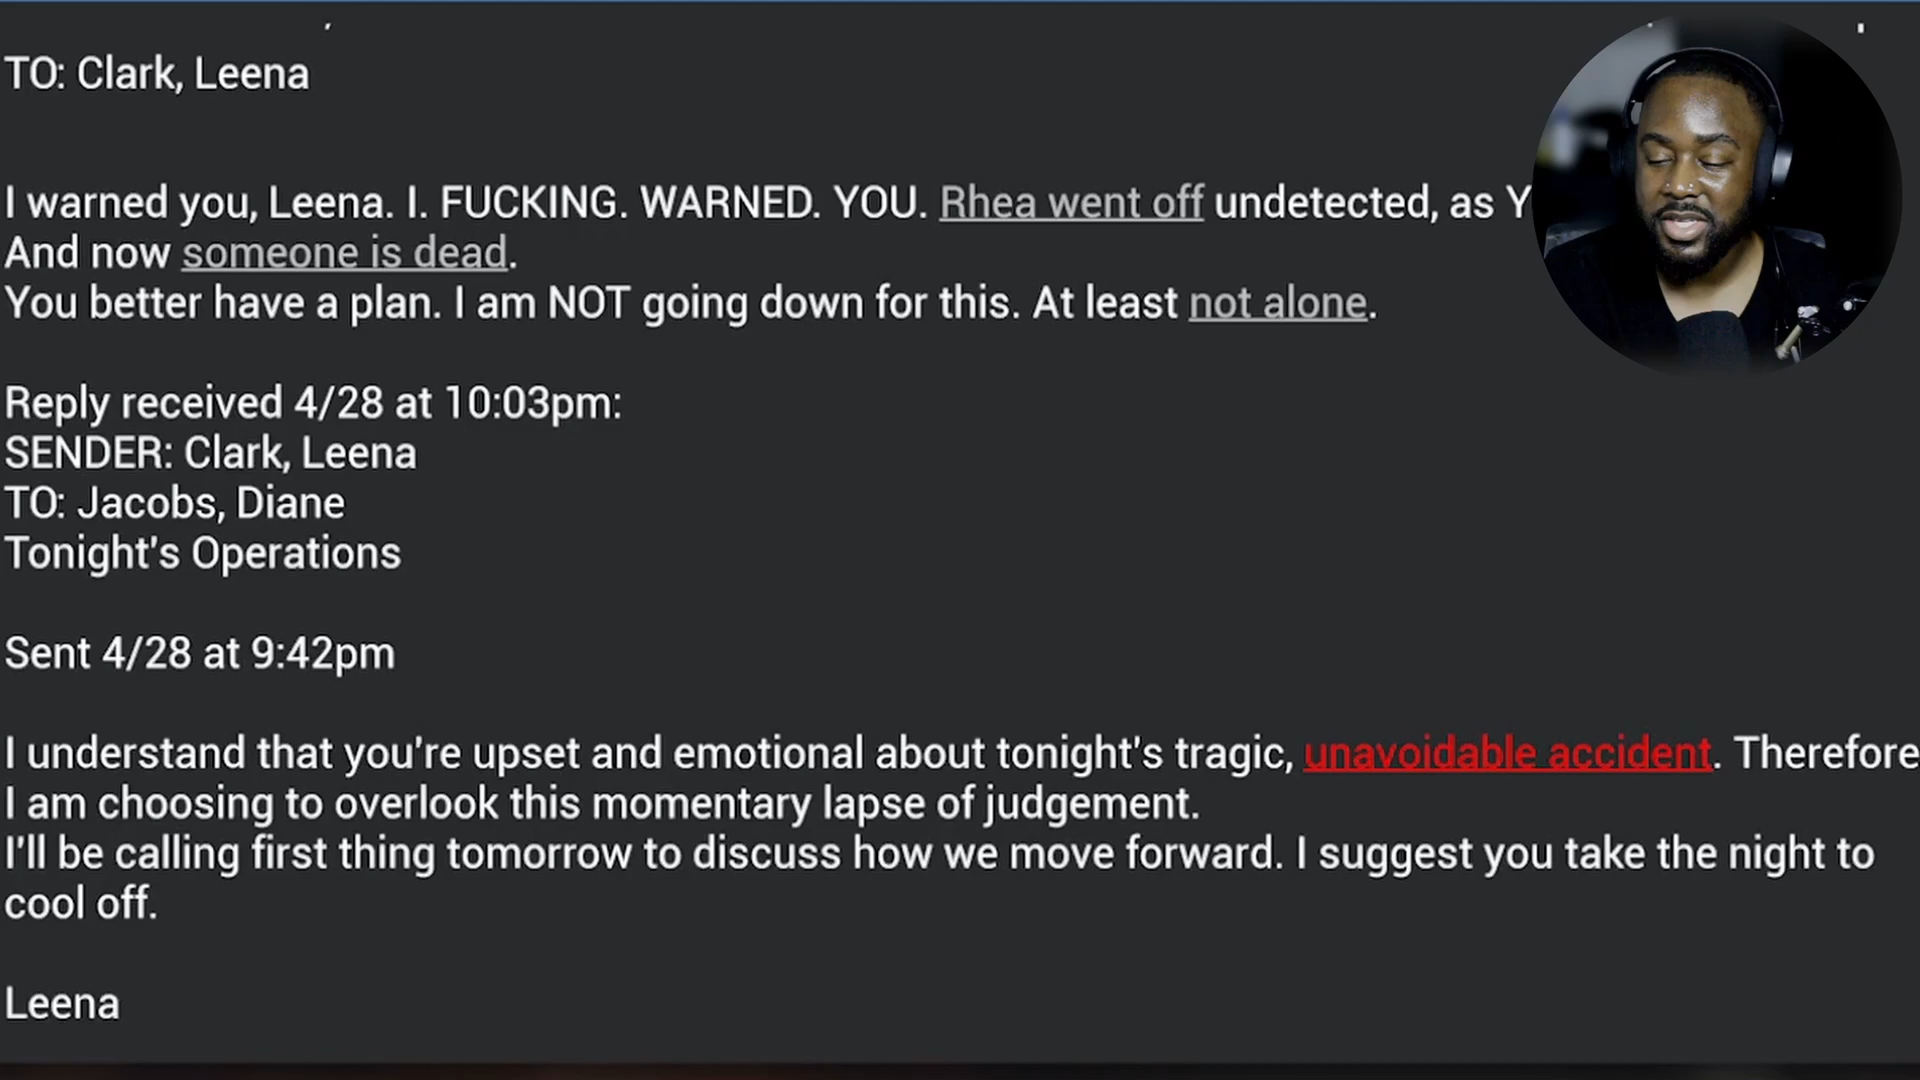 TO: Clark, Leena
I warned you, Leena. I. FUCKING. WARNED. YOU. Rhea went off undetected, as Y
And now someone is dead.
You better have a plan. I am NOT going down for this. At least not alone.
Reply received 4/28 at 10:03pm:
SENDER: Clark, Leena
TO: Jacobs, Diane
Tonight's Operations
Sent 4/28 at 9:42pm
I understand that you're upset and emotional about tonight's tragic, unavoidable accident. Therefore
I am choosing to overlook this momentary lapse of judgement.
I'll be calling first thing tomorrow to discuss how we move forward. I suggest you take the night to
cool off.
Leena